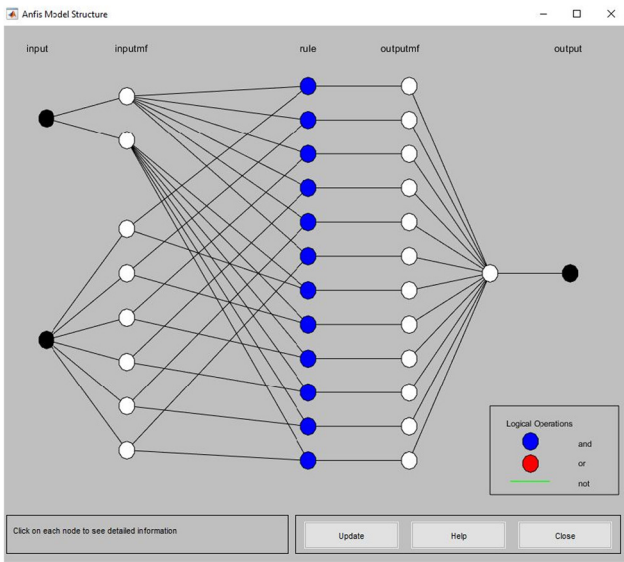 Anfis Model Structure
input inputmf rule outputmf output
Logical Operations
and
or
not
Click on each node to see detailed information
Update Help Close